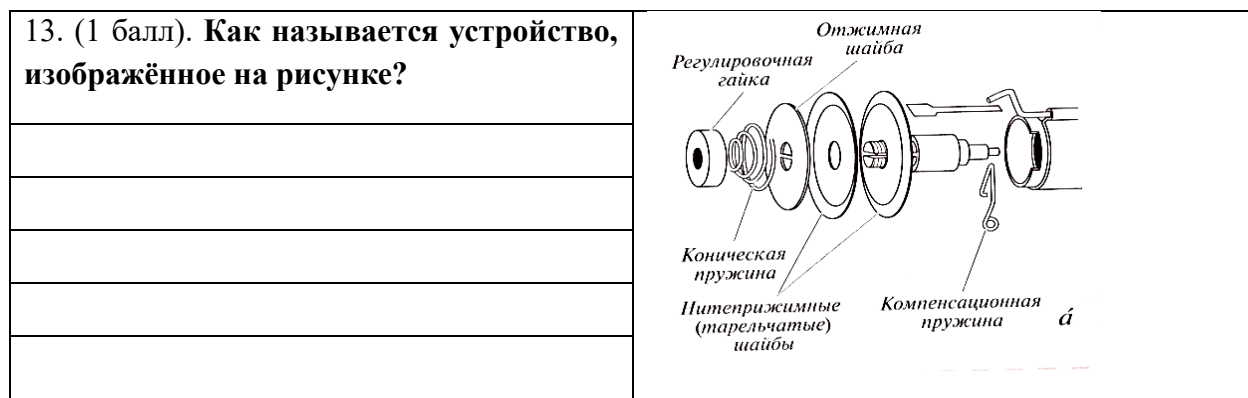 13. (1 балл). Как называется устройство,
изображённое на рисунке?
Отжимная
шайба
Регулировочная
гайка
Коническая
пружина
Нитеприжимные
(тарельчатые)
шайбы
Компенсационная
пружина
á